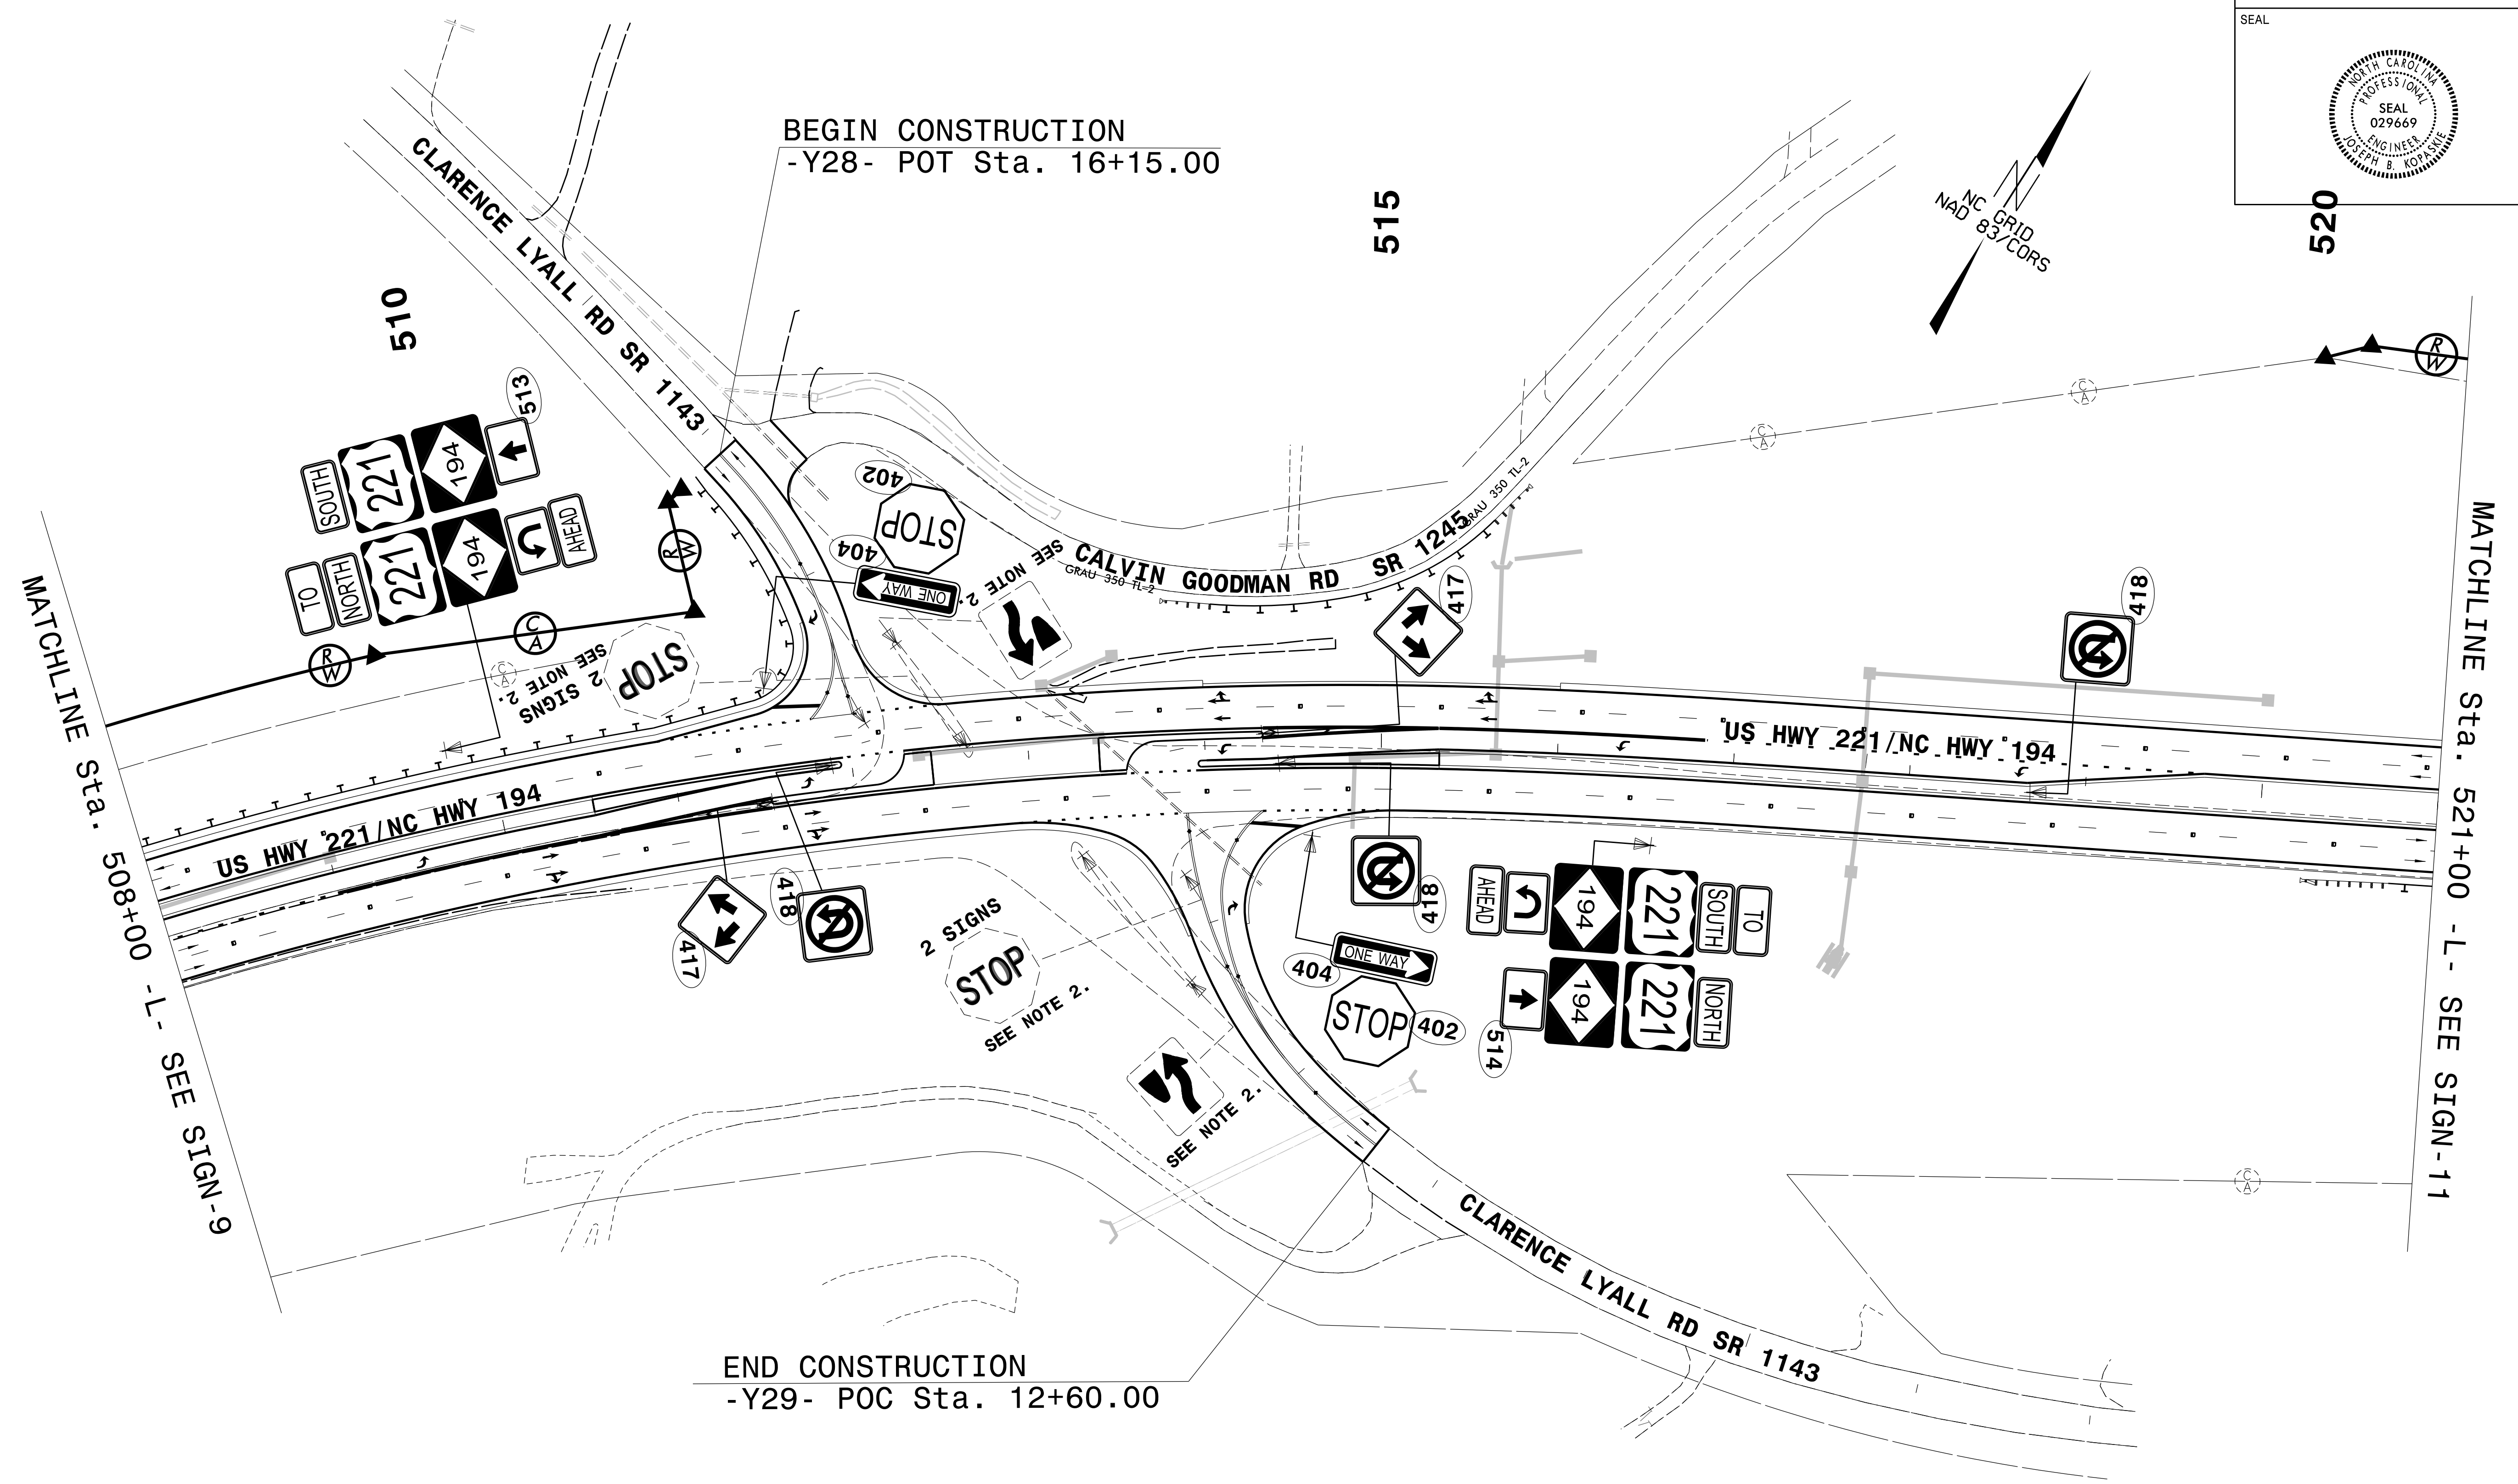 SEAL
NORTH CAROLINA
PROFESSIONAL
SEAL
029669
ENGINEER
JOSEPH B. KOPASKIE
BEGIN CONSTRUCTION
-Y28- POT Sta. 16+15.00
CLARENCE LYALL RD SR 1143
510
515
520
NC GRID
NAD 83/CORS
N
513
SOUTH
221
194
TO
NORTH
221
194
AHEAD
R/W
C/A
R/W
C/A
STOP
2 SIGNS
SEE NOTE 2.
402
STOP
404
ONE WAY
SEE NOTE 2.
CALVIN GOODMAN RD SR 1245
GRAU 350 TL-2
GRAU 350 TL-2
417
418
C/A
C/A
R/W
US HWY 221/NC HWY 194
US HWY 221/NC HWY 194
MATCHLINE Sta. 508+00 -L- SEE SIGN-9
MATCHLINE Sta. 521+00 -L- SEE SIGN-11
417
418
2 SIGNS
STOP
SEE NOTE 2.
SEE NOTE 2.
418
404
ONE WAY
STOP
402
AHEAD
194
221
SOUTH
TO
194
221
NORTH
514
C/A
CLARENCE LYALL RD SR 1143
END CONSTRUCTION
-Y29- POC Sta. 12+60.00